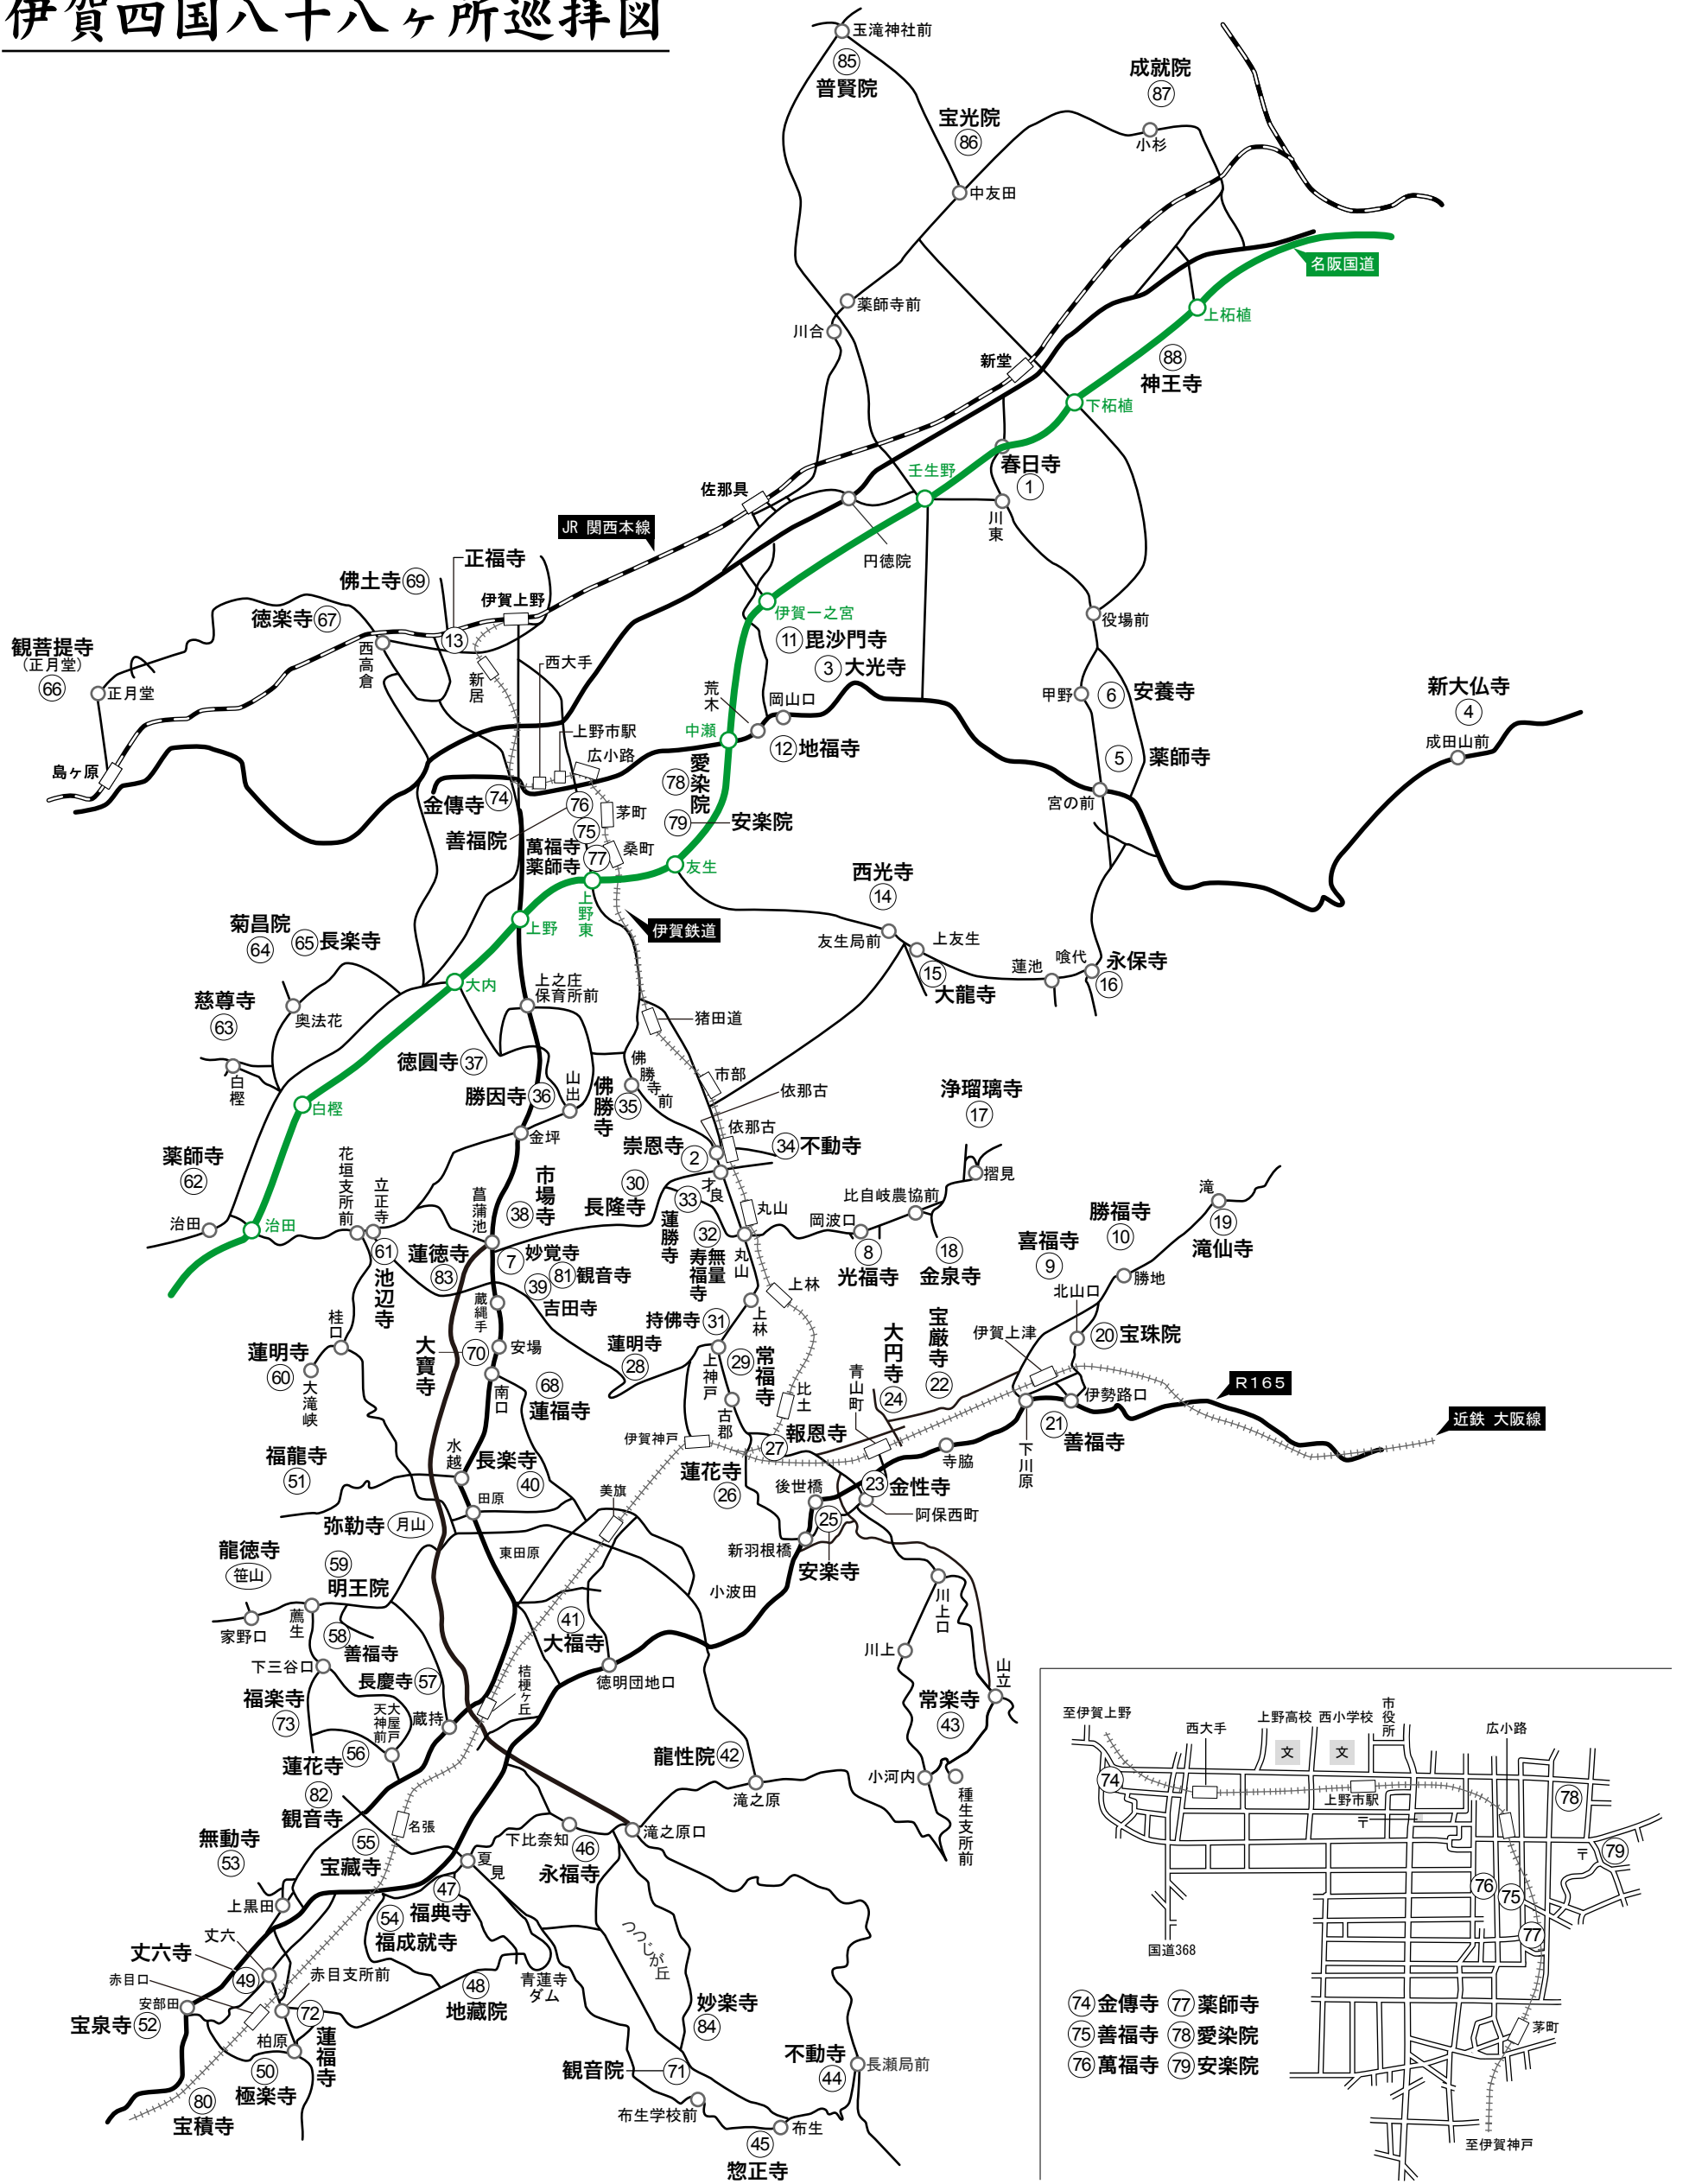 伊賀四国八十八ヶ所巡拝図
玉滝神社前
85
普賢院
成就院
87
宝光院
86
小杉
中友田
名阪国道
薬師寺前
川合
上柘植
新堂
88
神王寺
下柘植
壬生野
春日寺
1
佐那具
川東
JR 関西本線
円徳院
正福寺
佛土寺 69
伊賀上野
徳楽寺 67
13
伊賀一之宮
役場前
観菩提寺
(正月堂)
66
正月堂
西高倉
新居
西大手
11 毘沙門寺
3 大光寺
荒木
岡山口
甲野
6 安養寺
新大仏寺
4
成田山前
島ヶ原
上野市駅
広小路
中瀬
12 地福寺
5 薬師寺
宮の前
金傳寺 74
76
茅町
78 愛染院
79 安楽院
善福院
75
萬福寺
薬師寺
77
桑町
友生
上野東
西光寺
14
上野
伊賀鉄道
友生局前
上友生
菊昌院
64
65 長楽寺
大内
上之庄
保育所前
15
大龍寺
蓮池
喰代
永保寺
16
慈尊寺
63
奥法花
猪田道
白樫
徳圓寺 37
勝因寺 36
山出
佛勝寺
35
佛勝寺前
市部
依那古
依那古
浄瑠璃寺
17
白樫
金坪
崇恩寺
2
34 不動寺
薬師寺
62
花垣支所前
立正寺
菖蒲池
市場寺
38
30
長隆寺
33
蓮勝寺
才良
丸山
比自岐農協前
摺見
治田
治田
32
無量
寿福寺
丸山
岡波口
8
光福寺
18
金泉寺
喜福寺
9
勝福寺
10
滝
19
滝仙寺
61
池辺寺
蓮徳寺
83
7
妙覚寺
81 観音寺
39
吉田寺
蔵縄手
上林
北山口
勝地
桂口
大寶寺
70
安場
持佛寺 31
上林
蓮明寺
28
大円寺
24
宝厳寺
22
伊賀上津
20 宝珠院
蓮明寺
60
大滝峡
南口
68
蓮福寺
上神戸
29
常福寺
比土
青山町
R165
伊勢路口
近鉄 大阪線
古郡
21
善福寺
伊賀神戸
27
報恩寺
下川原
福龍寺
51
水越
長楽寺
40
蓮花寺
26
後世橋
23 金性寺
寺脇
田原
美旗
25
阿保西町
弥勒寺 月山
龍徳寺
笹山
59
明王院
東田原
新羽根橋
安楽寺
小波田
薦生
川上口
家野口
58
善福寺
41
大福寺
川上
下三谷口
長慶寺 57
桔梗ヶ丘
徳明団地口
山立
福楽寺
73
大屋戸
天神前
蔵持
常楽寺
43
蓮花寺 56
龍性院 42
小河内
82
観音寺
滝之原
種生支所前
無動寺
53
55
宝蔵寺
名張
下比奈知
46
永福寺
滝之原口
夏見
上黒田
47
福典寺
54
福成就寺
つつじが丘
丈六
丈六寺
赤目口
49
赤目支所前
48
地蔵院
青蓮寺
ダム
安部田
宝泉寺 52
72
蓮福寺
妙楽寺
84
柏原
50
極楽寺
観音院
71
不動寺
44
長瀬局前
80
宝積寺
布生学校前
布生
45
惣正寺
至伊賀上野
西大手
上野高校
西小学校
市役所
広小路
文
文
74
上野市駅
〒
78
〒
79
76
75
77
国道368
茅町
74 金傳寺 77 薬師寺
75 善福寺 78 愛染院
76 萬福寺 79 安楽院
至伊賀神戸